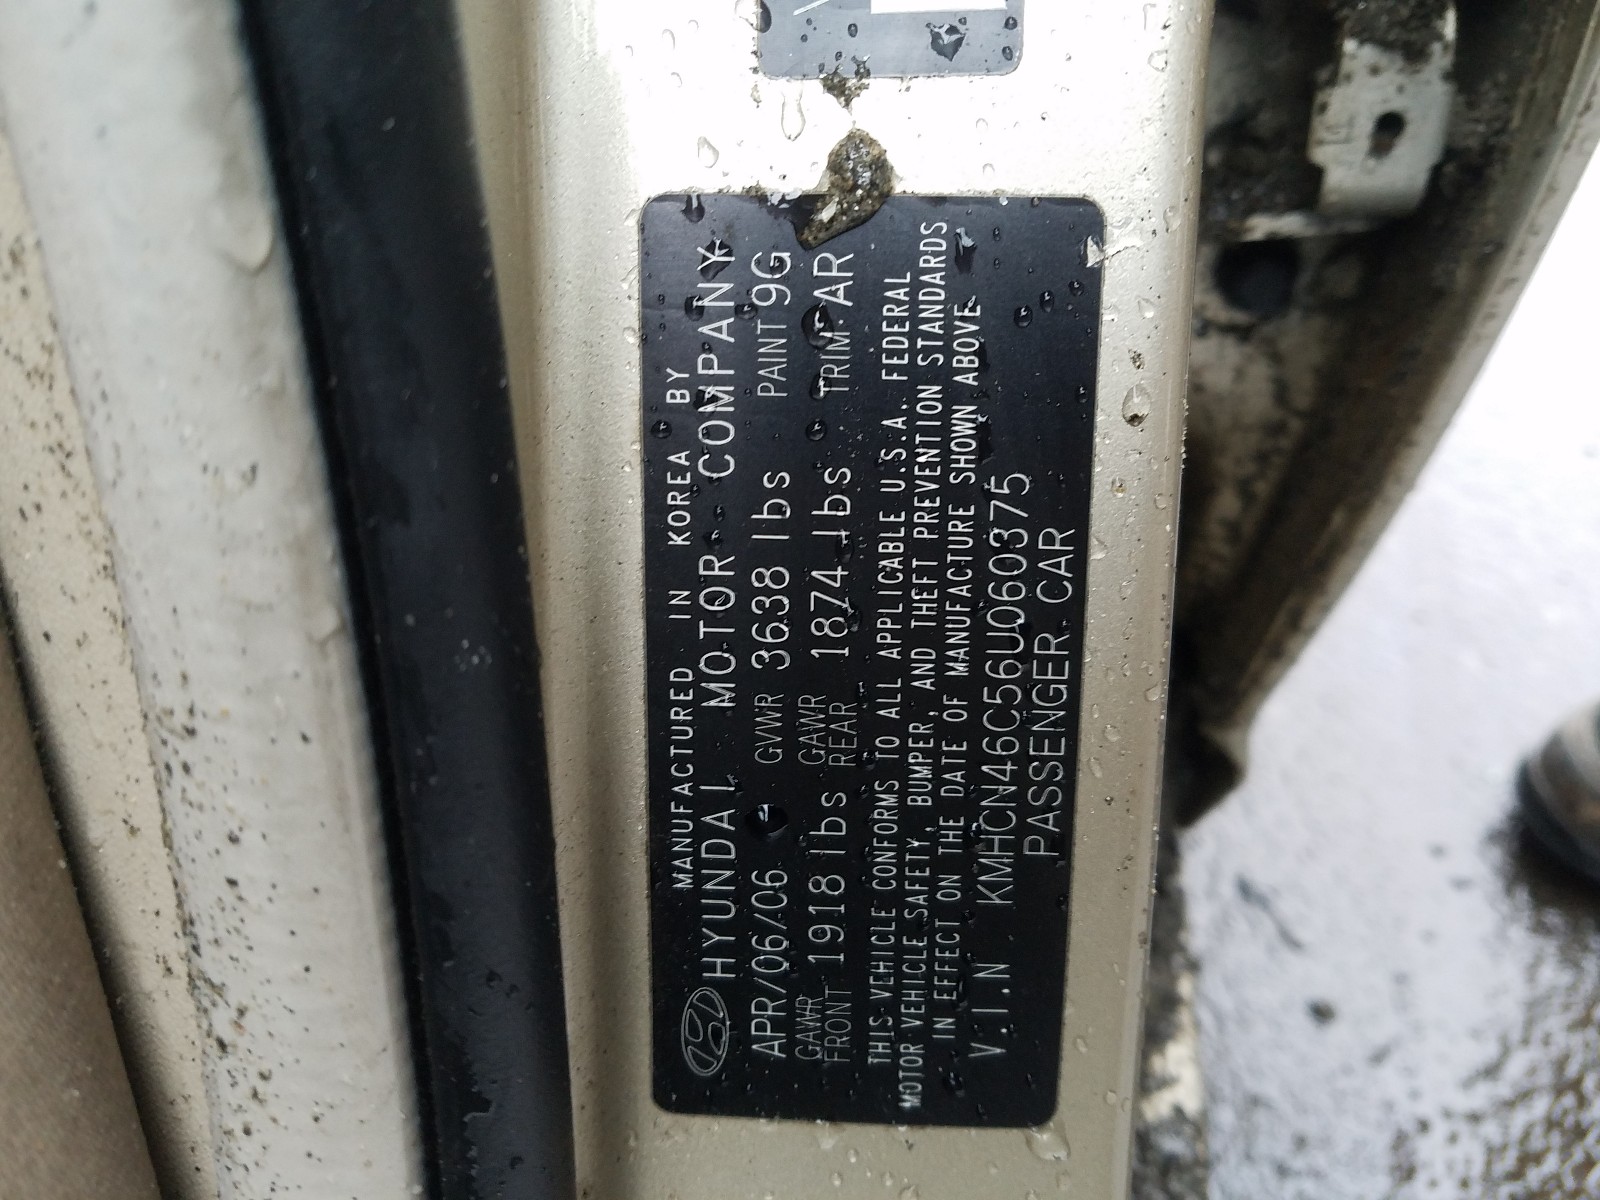 MANUFACTURED IN KOREA BY
HYUNDAI MOTOR COMPANY
APR/06/06 GVWR 3638 lbs PAINT 9G
GAWR FRONT 1918 lbs GAWR REAR 1874 lbs TRIM AR
THIS VEHICLE CONFORMS TO ALL APPLICABLE U.S.A. FEDERAL
MOTOR VEHICLE SAFETY, BUMPER, AND THEFT PREVENTION STANDARDS
IN EFFECT ON THE DATE OF MANUFACTURE SHOWN ABOVE
V.I.N KMHCN46C56U060375
PASSENGER CAR